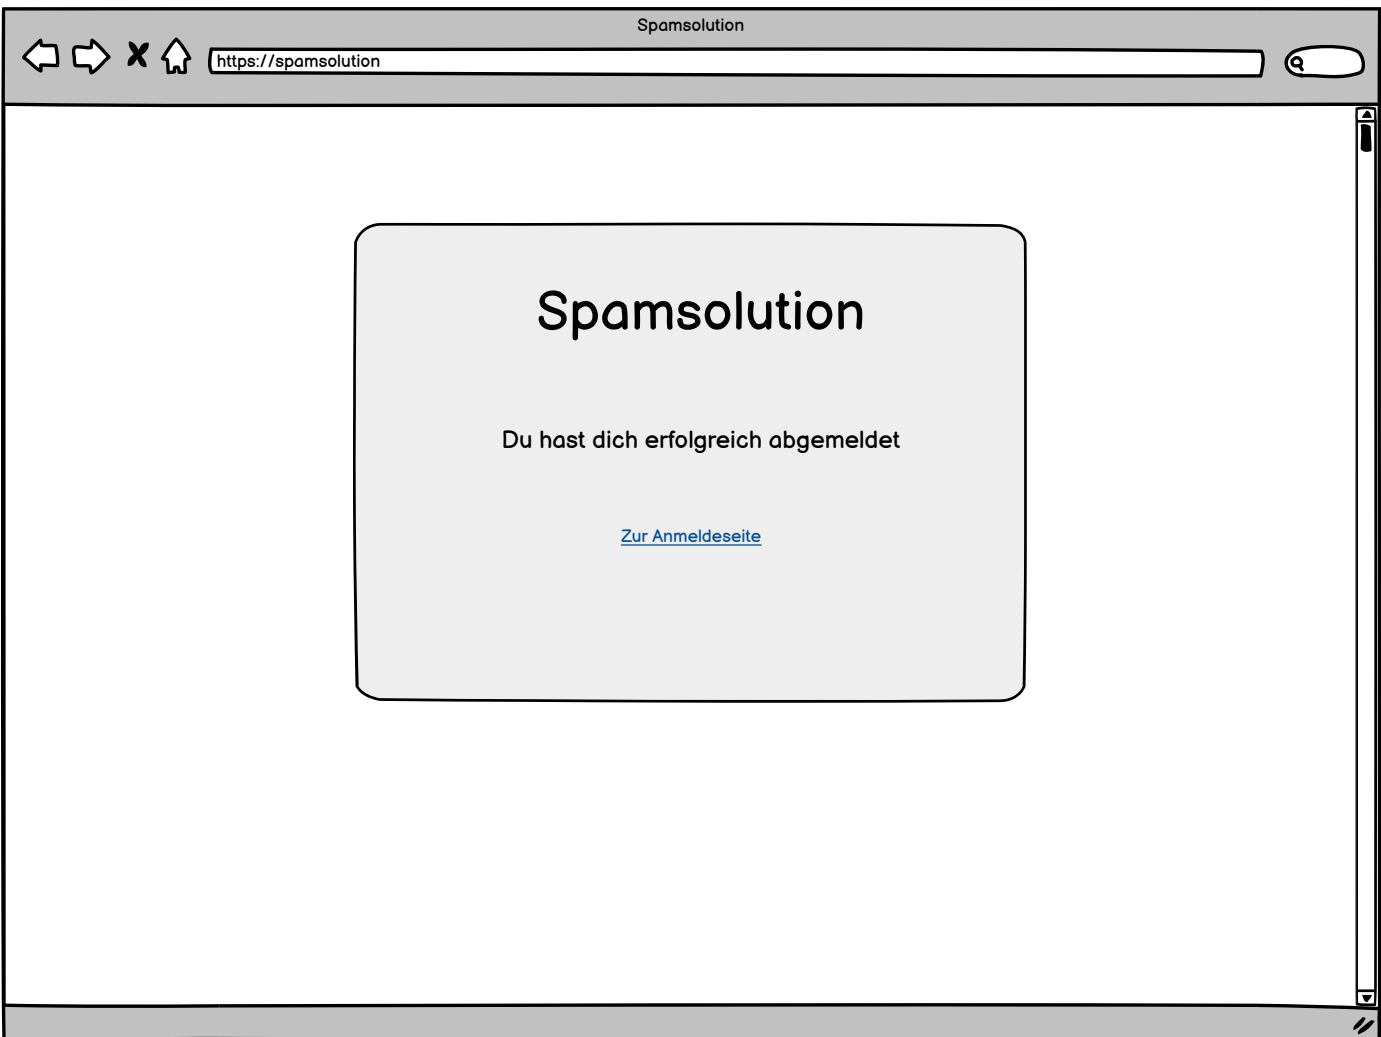 Spamsolution
https://spamsolution
Spamsolution
Du hast dich erfolgreich abgemeldet
Zur Anmeldeseite